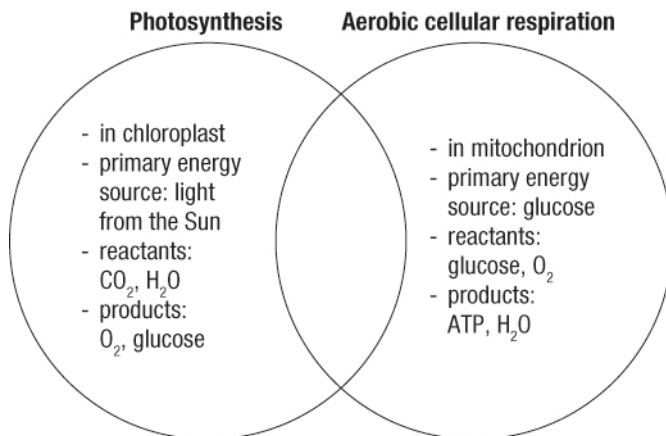 Photosynthesis
Aerobic cellular respiration
- in chloroplast
- primary energy
source: light
from the Sun
- reactants:
CO₂, H₂O
- products:
O₂, glucose
- in mitochondrion
- primary energy
source: glucose
- reactants:
glucose, O₂
- products:
ATP, H₂O